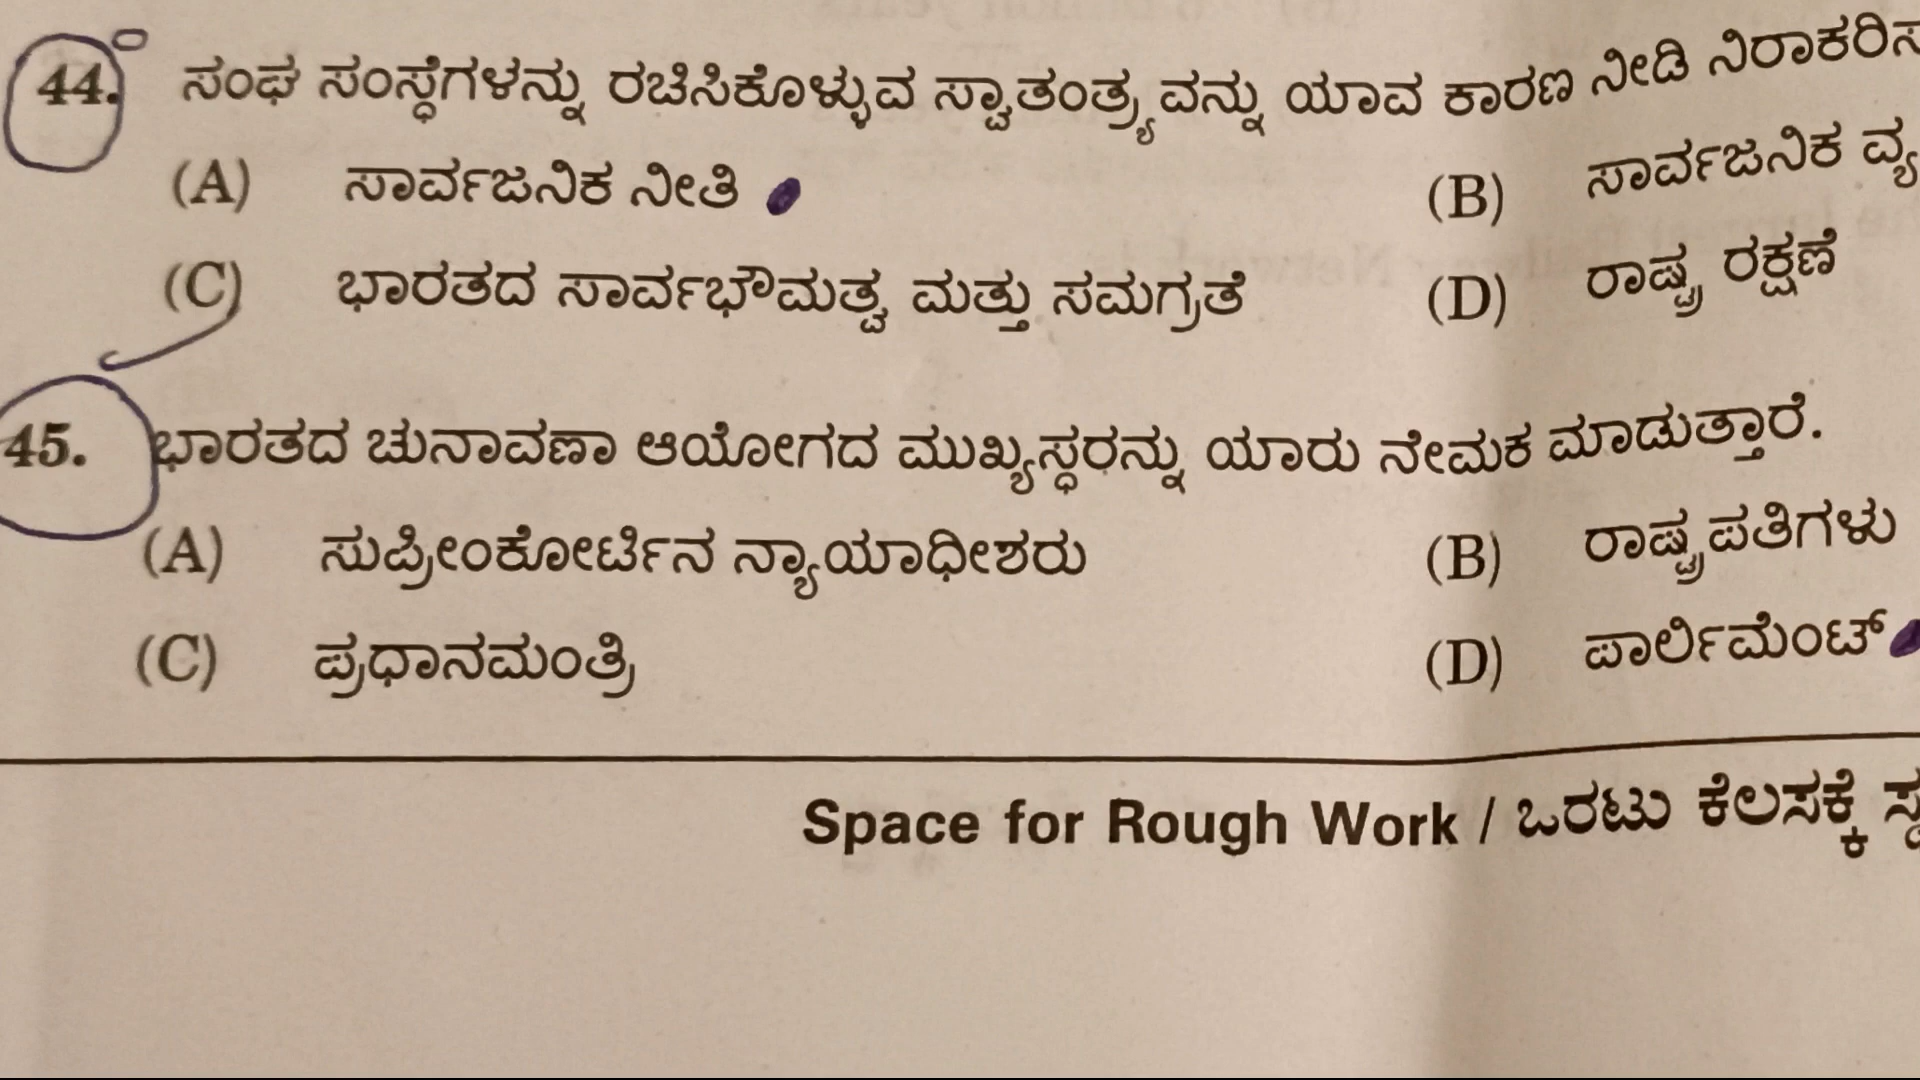 44. ಸಂಘ ಸಂಸ್ಥೆಗಳನ್ನು ರಚಿಸಿಕೊಳ್ಳುವ ಸ್ವಾತಂತ್ರ್ಯವನ್ನು ಯಾವ ಕಾರಣ ನೀಡಿ
(A) ಸಾರ್ವಜನಿಕ ನೀತಿ (B) ಸಾರ್ವಜನಿಕ
(C) ಭಾರತದ ಸಾರ್ವಭೌಮತ್ವ ಮತ್ತು ಸಮಗ್ರತೆ (D) ರಾಷ್ಟ್ರ ರಕ್ಷಣೆ
45. ಭಾರತದ ಚುನಾವಣಾ ಆಯೋಗದ ಮುಖ್ಯಸ್ಥರನ್ನು ಯಾರು ನೇಮಕ ಮಾಡುತ್ತಾರೆ.
(A) ಸುಪ್ರೀಂಕೋರ್ಟಿನ ನ್ಯಾಯಾಧೀಶರು (B) ರಾಷ್ಟ್ರಪತಿಗಳು
(C) ಪ್ರಧಾನಮಂತ್ರಿ (D) ಪಾರ್ಲಿಮೆಂಟ್
Space for Rough Work / ಒರಟು ಕೆಲಸಕ್ಕೆ